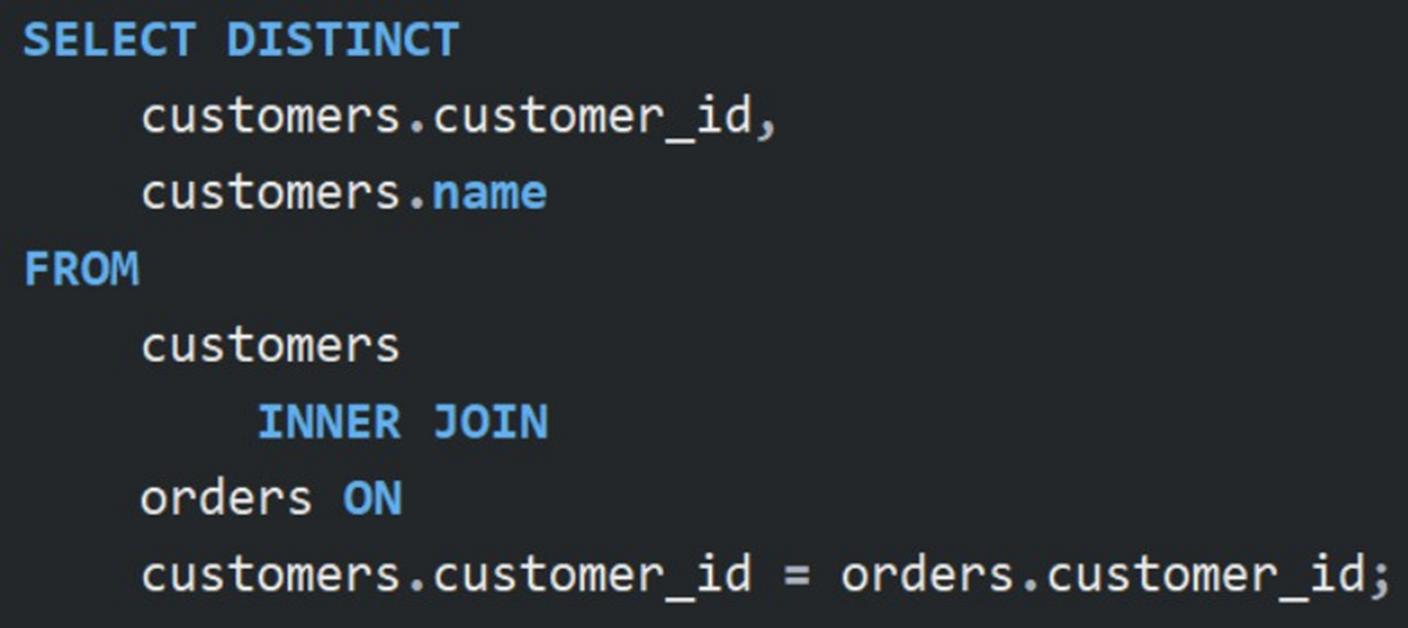 SELECT DISTINCT
    customers.customer_id,
    customers.name
FROM
    customers
        INNER JOIN
    orders ON
    customers.customer_id = orders.customer_id;